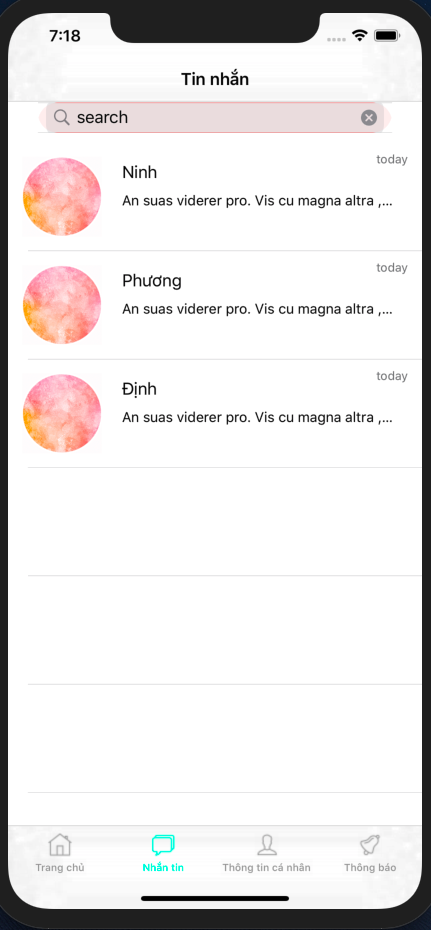 7:18
Tin nhắn
search
today
Ninh
An suas viderer pro. Vis cu magna altra ,...
today
Phương
An suas viderer pro. Vis cu magna altra ,...
today
Định
An suas viderer pro. Vis cu magna altra ,...
Trang chủ
Nhắn tin
Thông tin cá nhân
Thông báo